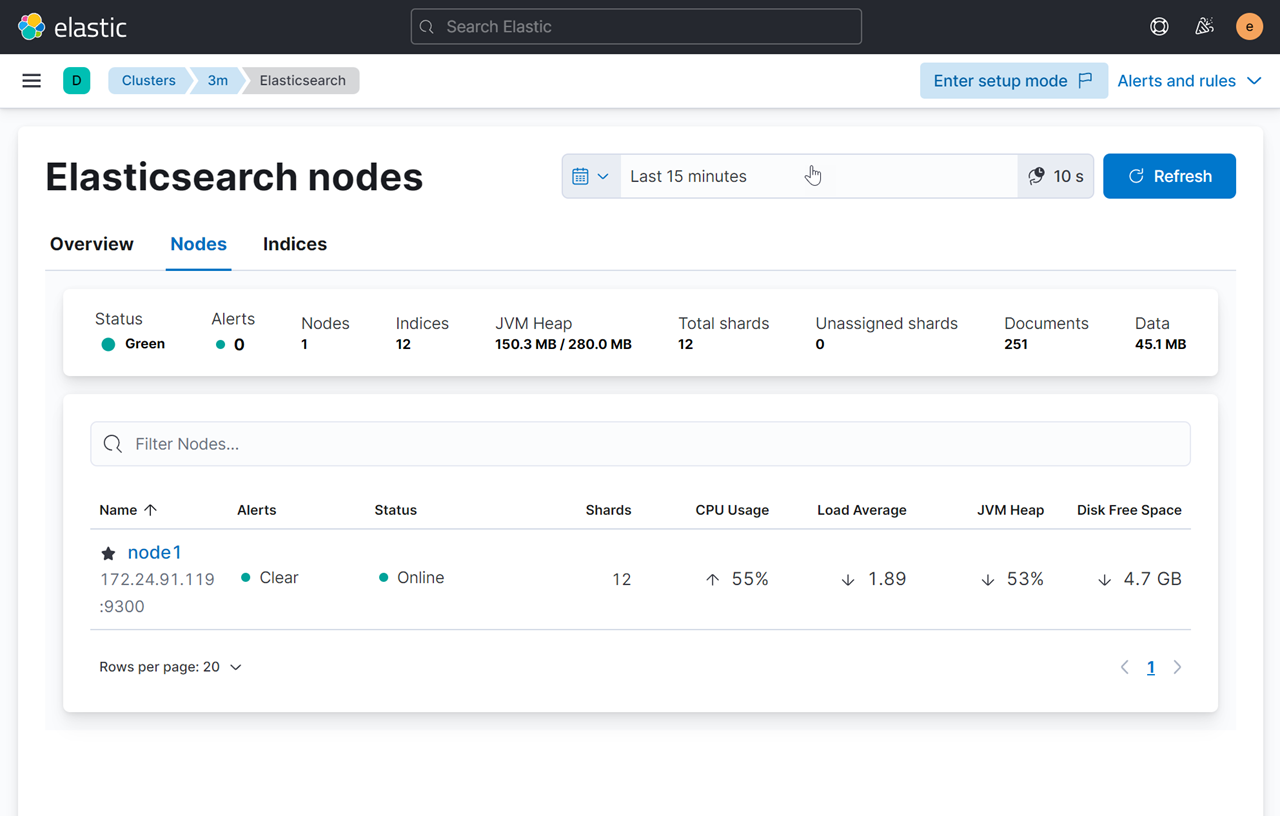 elastic
Search Elastic
e
D
Clusters
3m
Elasticsearch
Enter setup mode
Alerts and rules
Elasticsearch nodes
Last 15 minutes
10 s
Refresh
Overview
Nodes
Indices
Status
Green
Alerts
0
Nodes
1
Indices
12
JVM Heap
150.3 MB / 280.0 MB
Total shards
12
Unassigned shards
0
Documents
251
Data
45.1 MB
Filter Nodes...
Name
Alerts
Status
Shards
CPU Usage
Load Average
JVM Heap
Disk Free Space
node1
172.24.91.119
:9300
Clear
Online
12
55%
1.89
53%
4.7 GB
Rows per page: 20
1